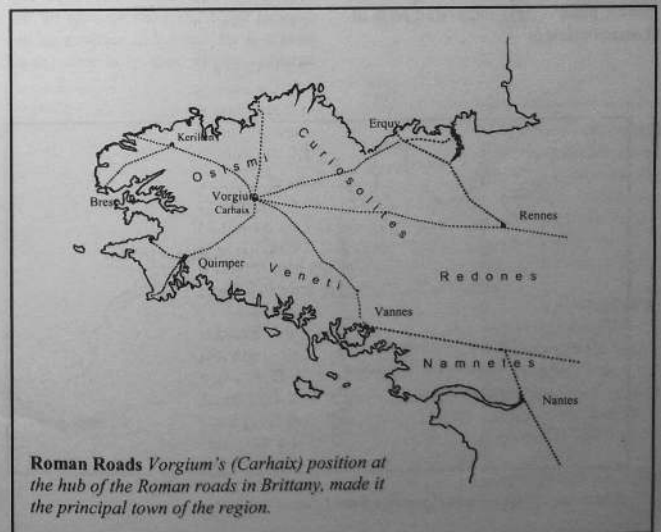 Erquy
Kerilien
Osismi
Curiosolites
Brest
Vorgium
Carhaix
Rennes
Quimper
Veneti
Redones
Vannes
Namnetes
Nantes
Roman Roads Vorgium's (Carhaix) position at
the hub of the Roman roads in Brittany, made it
the principal town of the region.